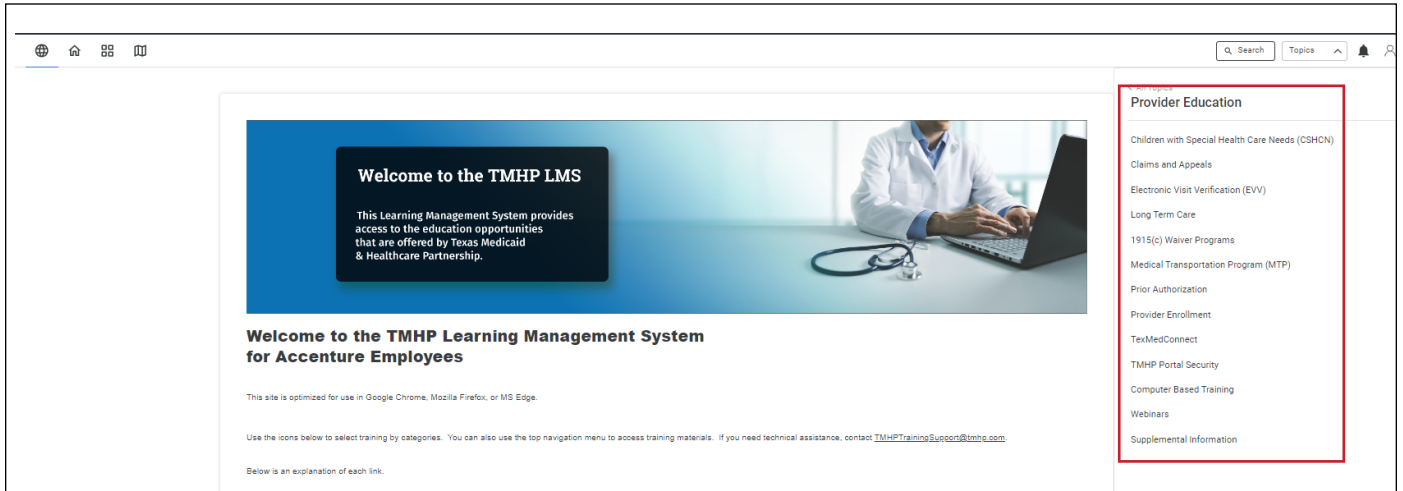 Search
Topics
All Topics
Provider Education
Children with Special Health Care Needs (CSHCN)
Claims and Appeals
Electronic Visit Verification (EVV)
Long Term Care
1915(c) Waiver Programs
Medical Transportation Program (MTP)
Prior Authorization
Provider Enrollment
TexMedConnect
TMHP Portal Security
Computer Based Training
Webinars
Supplemental Information
Welcome to the TMHP LMS
This Learning Management System provides
access to the education opportunities
that are offered by Texas Medicaid
& Healthcare Partnership.
Welcome to the TMHP Learning Management System
for Accenture Employees
This site is optimized for use in Google Chrome, Mozilla Firefox, or MS Edge.
Use the icons below to select training by categories. You can also use the top navigation menu to access training materials. If you need technical assistance, contact TMHPTrainingSupport@tmhp.com.
Below is an explanation of each link.